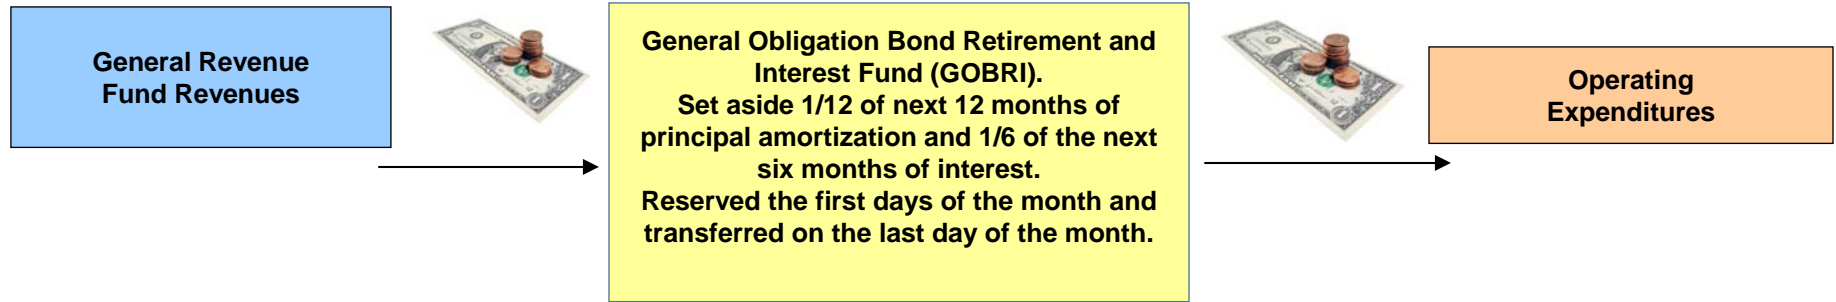 General Revenue
Fund Revenues
General Obligation Bond Retirement and
Interest Fund (GOBRI).
Set aside 1/12 of next 12 months of
principal amortization and 1/6 of the next
six months of interest.
Reserved the first days of the month and
transferred on the last day of the month.
Operating
Expenditures